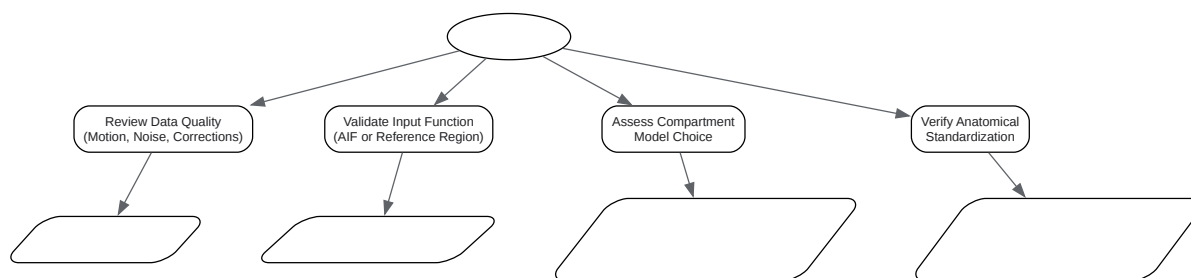 Review Data Quality
(Motion, Noise, Corrections)
Validate Input Function
(AIF or Reference Region)
Assess Compartment
Model Choice
Verify Anatomical
Standardization